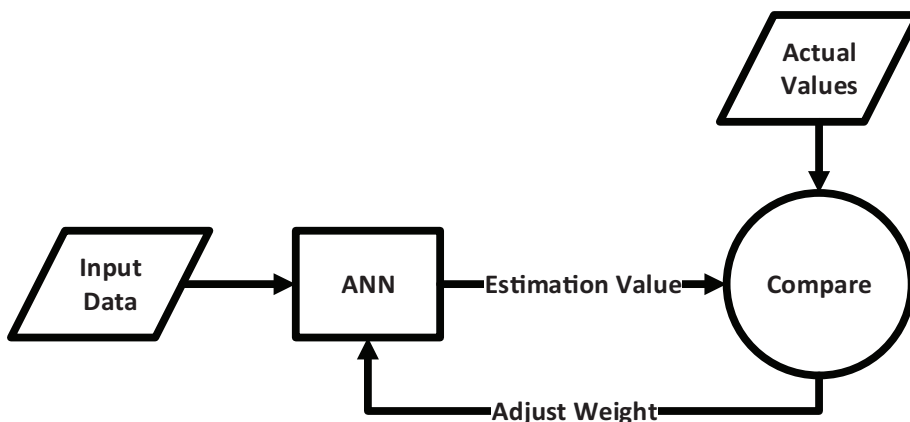 Actual
Values
Input
Data
ANN
Estimation Value
Compare
Adjust Weight